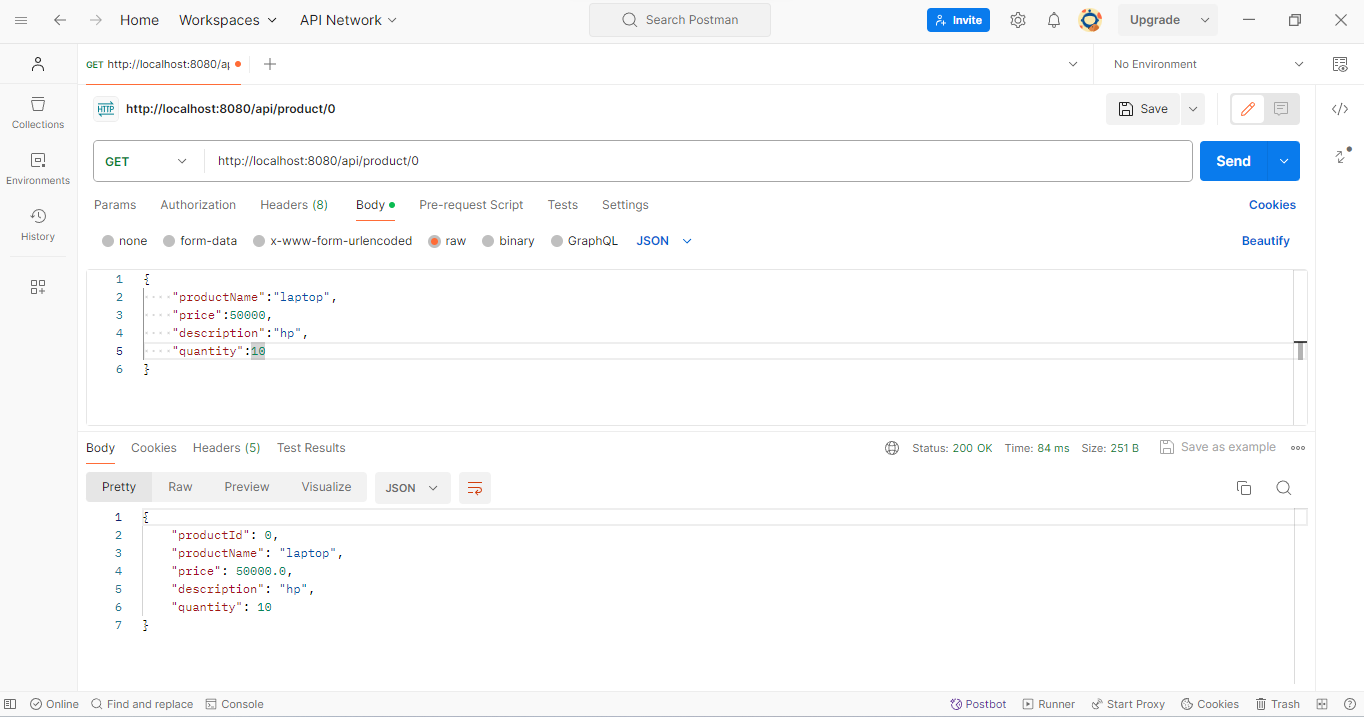 Home Workspaces API Network Search Postman Invite Upgrade
GET http://localhost:8080/ap No Environment
HTTP http://localhost:8080/api/product/0 Save
GET http://localhost:8080/api/product/0 Send
Params Authorization Headers (8) Body Pre-request Script Tests Settings Cookies
none form-data x-www-form-urlencoded raw binary GraphQL JSON Beautify
Collections
Environments
History
1 {
2 "productName":"laptop",
3 "price":50000,
4 "description":"hp",
5 "quantity":10
6 }
Body Cookies Headers (5) Test Results Status: 200 OK Time: 84 ms Size: 251 B Save as example
Pretty Raw Preview Visualize JSON
1 {
2 "productId": 0,
3 "productName": "laptop",
4 "price": 50000.0,
5 "description": "hp",
6 "quantity": 10
7 }
Online Find and replace Console Postbot Runner Start Proxy Cookies Trash